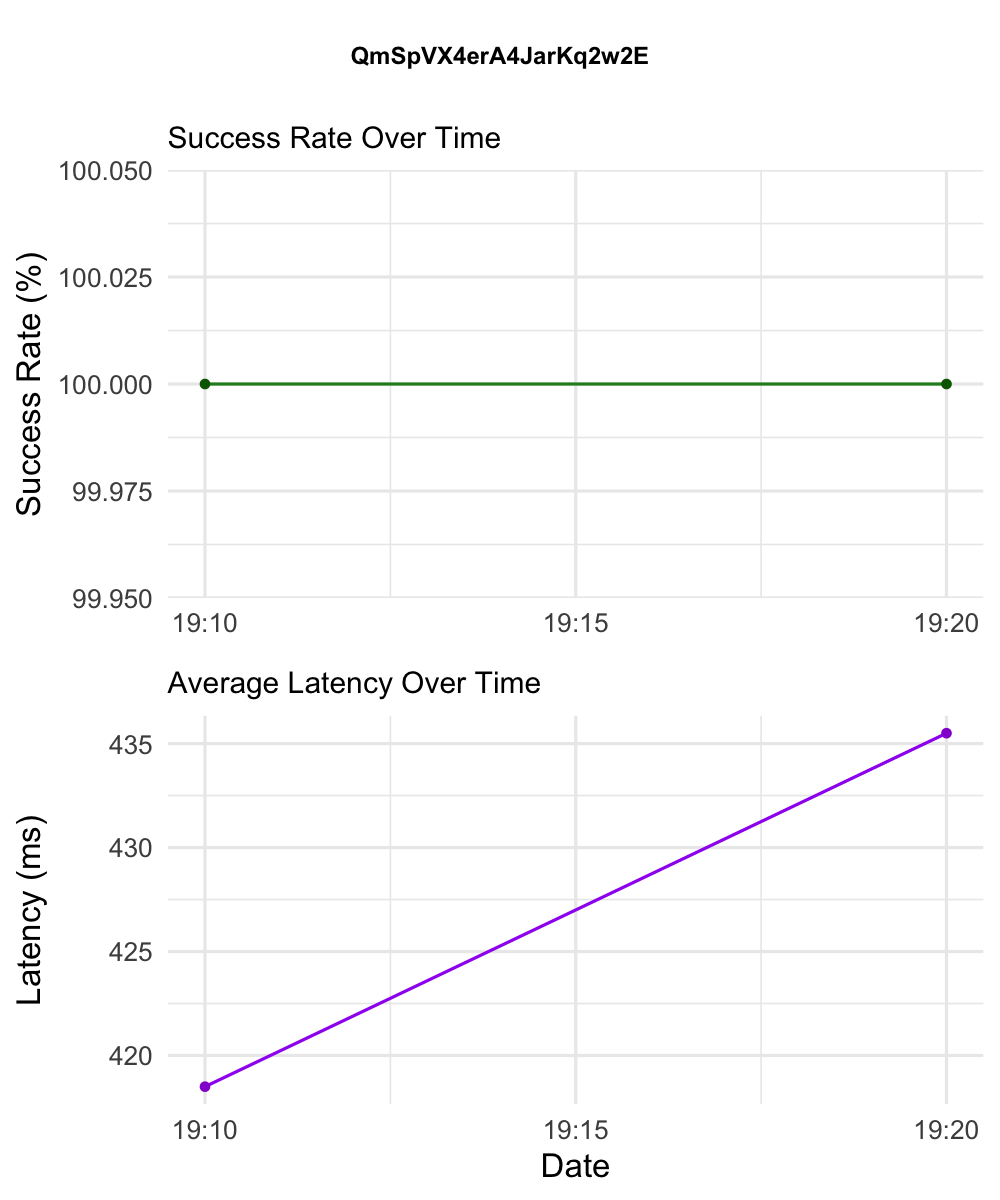 QmSpVX4erA4JarKq2w2E
Success Rate Over Time
Success Rate (%)
100.050
100.025
100.000
99.975
99.950
19:10 19:15 19:20
Average Latency Over Time
Latency (ms)
435
430
425
420
19:10 19:15 19:20
Date